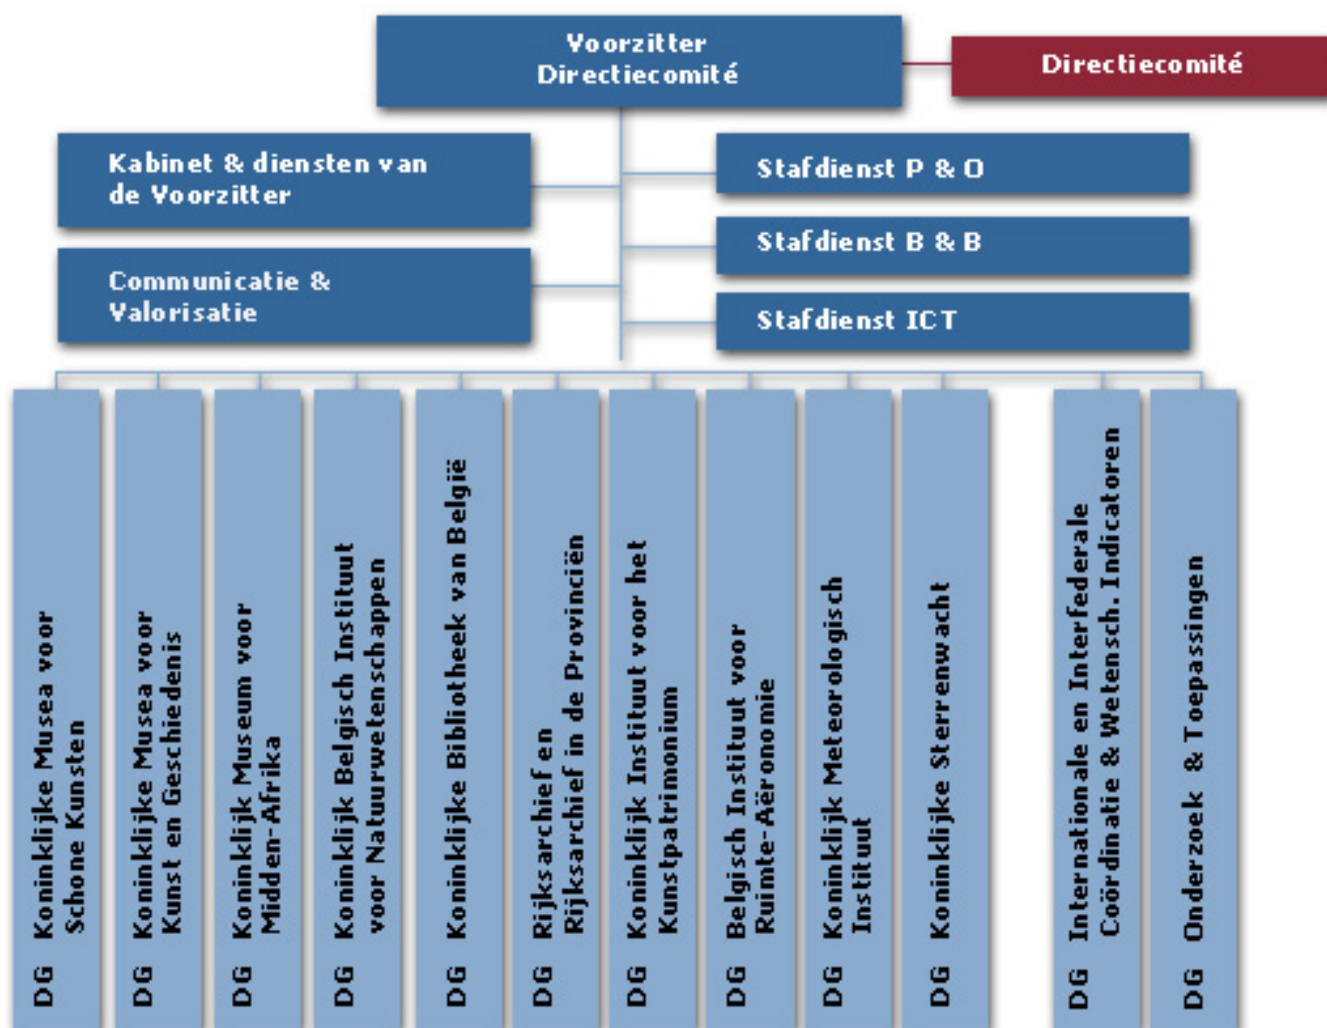 Voorzitter
Directiecomité
Directiecomité
Kabinet & diensten van
de Voorzitter
Communicatie &
Valorisatie
Stafdienst P & O
Stafdienst B & B
Stafdienst ICT
DG Koninklijke Musea voor
Schone Kunsten
DG Koninklijke Musea voor
Kunst en Geschiedenis
DG Koninklijk Museum voor
Midden-Afrika
DG Koninklijk Belgisch Instituut
voor Natuurwetenschappen
DG Koninklijke Bibliotheek van België
DG Rijksarchief en
Rijksarchief in de Provinciën
DG Koninklijk Instituut voor het
Kunstpatrimonium
DG Belgisch Instituut voor
Ruimte-Aëronomie
DG Koninklijk Meteorologisch
Instituut
DG Koninklijke Sterrenwacht
DG Internationale en Interfederale
Coördinatie & Wetensch. Indicatoren
DG Onderzoek & Toepassingen